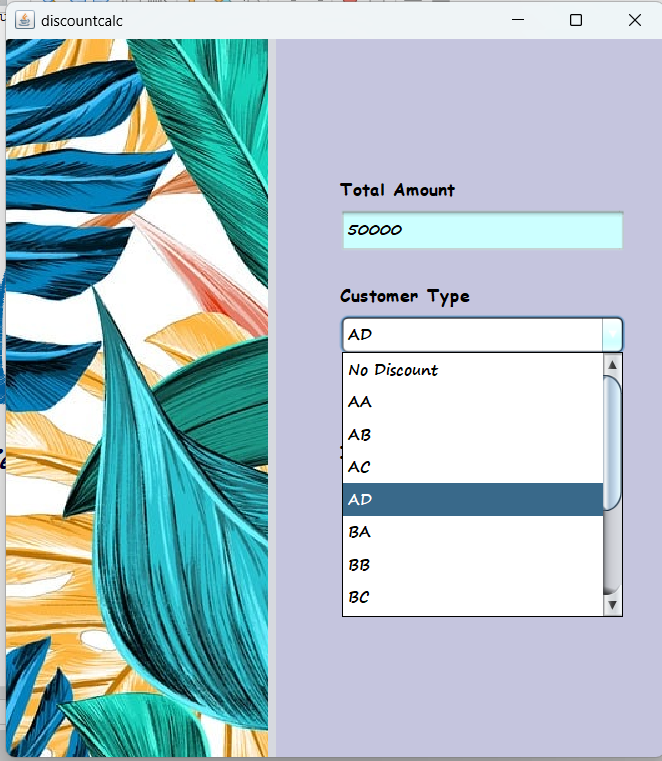 discountcalc
Total Amount
50000
Customer Type
AD
No Discount
AA
AB
AC
AD
BA
BB
BC